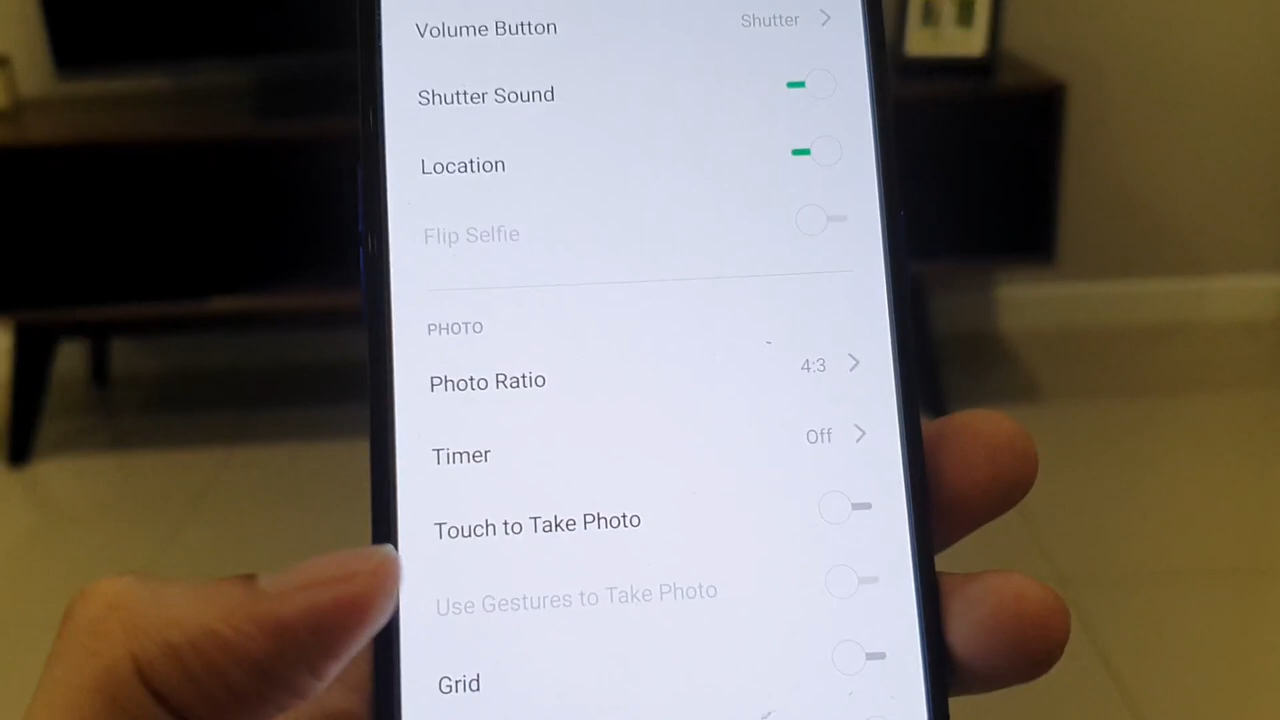 Volume Button Shutter
Shutter Sound
Location
Flip Selfie
PHOTO
Photo Ratio 4:3
Timer Off
Touch to Take Photo
Use Gestures to Take Photo
Grid